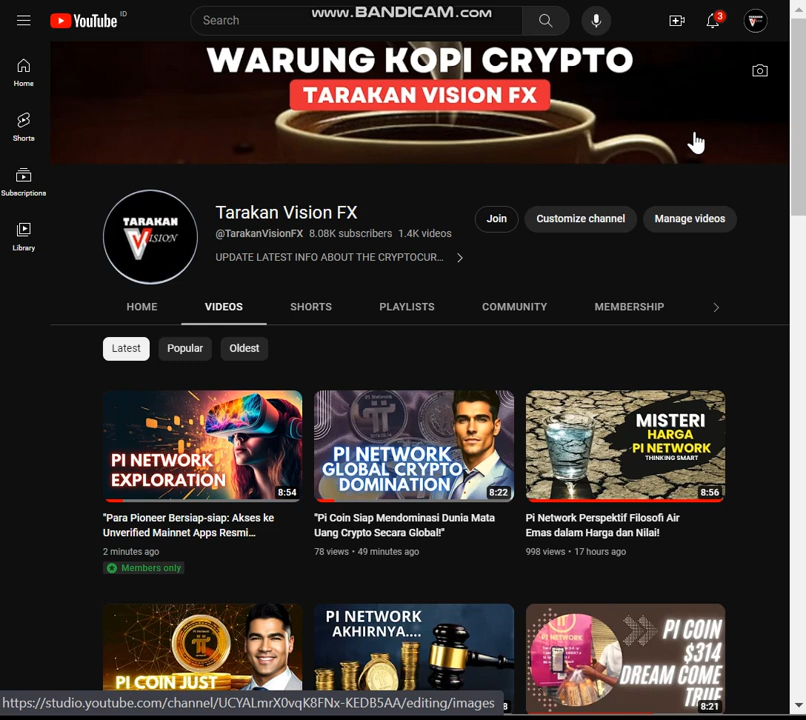 www.BANDICAM.com
YouTube ID
Search
3
WARUNG KOPI CRYPTO
TARAKAN VISION FX
Home
Shorts
Subscriptions
Library
TARAKAN
VISION
Tarakan Vision FX
@TarakanVisionFX 8.08K subscribers 1.4K videos
UPDATE LATEST INFO ABOUT THE CRYPTOCUR...
Join
Customize channel
Manage videos
HOME
VIDEOS
SHORTS
PLAYLISTS
COMMUNITY
MEMBERSHIP
Latest
Popular
Oldest
PI NETWORK
EXPLORATION
8:54
"Para Pioneer Bersiap-siap: Akses ke
Unverified Mainnet Apps Resmi...
2 minutes ago
Members only
PI NETWORK
GLOBAL CRYPTO
DOMINATION
8:22
"Pi Coin Siap Mendominasi Dunia Mata
Uang Crypto Secara Global!"
78 views • 49 minutes ago
MISTERI
HARGA
PI NETWORK
THINKING SMART
8:56
Pi Network Perspektif Filosofi Air
Emas dalam Harga dan Nilai!
998 views • 17 hours ago
PI COIN JUST
PI NETWORK
AKHIRNYA....
PI COIN
$314
DREAM COME
TRUE
8:21
https://studio.youtube.com/channel/UCYALmrX0vqK8FNx-KEDB5AA/editing/images